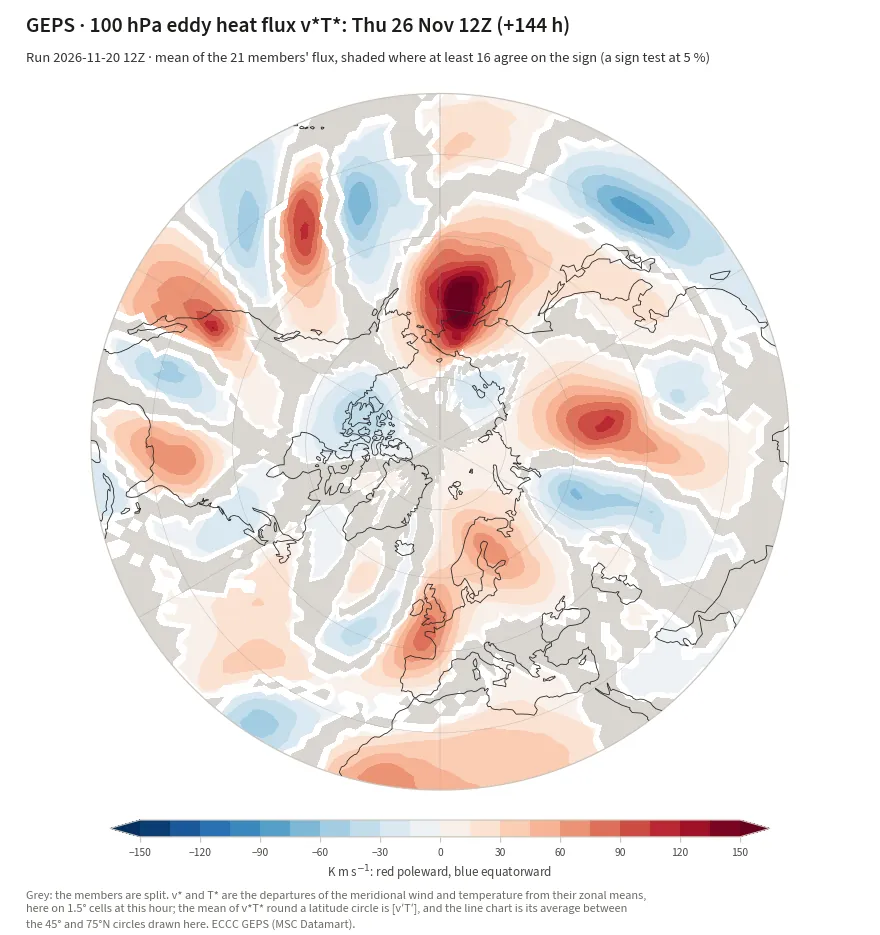 GEPS · 100 hPa eddy heat flux v*T*: Thu 26 Nov 12Z (+144 h)
Run 2026-11-20 12Z · mean of the 21 members' flux, shaded where at least 16 agree on the sign (a sign test at 5 %)
−150 −120 −90 −60 −30 0 30 60 90 120 150
K m s⁻¹: red poleward, blue equatorward
Grey: the members are split. v* and T* are the departures of the meridional wind and temperature from their zonal means,
here on 1.5° cells at this hour; the mean of v*T* round a latitude circle is [v′T′], and the line chart is its average between
the 45° and 75°N circles drawn here. ECCC GEPS (MSC Datamart).